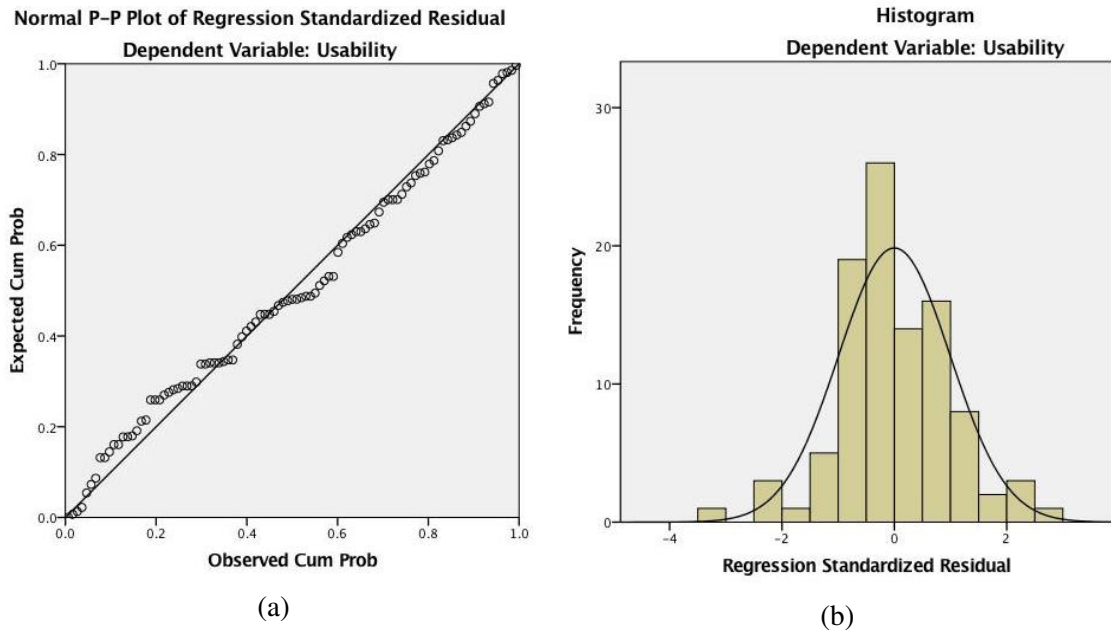 Normal P-P Plot of Regression Standardized Residual
Dependent Variable: Usability
1.0
0.8
0.6
0.4
0.2
0.0
0.0 0.2 0.4 0.6 0.8 1.0
Expected Cum Prob
Observed Cum Prob
(a)
Histogram
Dependent Variable: Usability
30
20
10
0
-4 -2 0 2
Frequency
Regression Standardized Residual
(b)